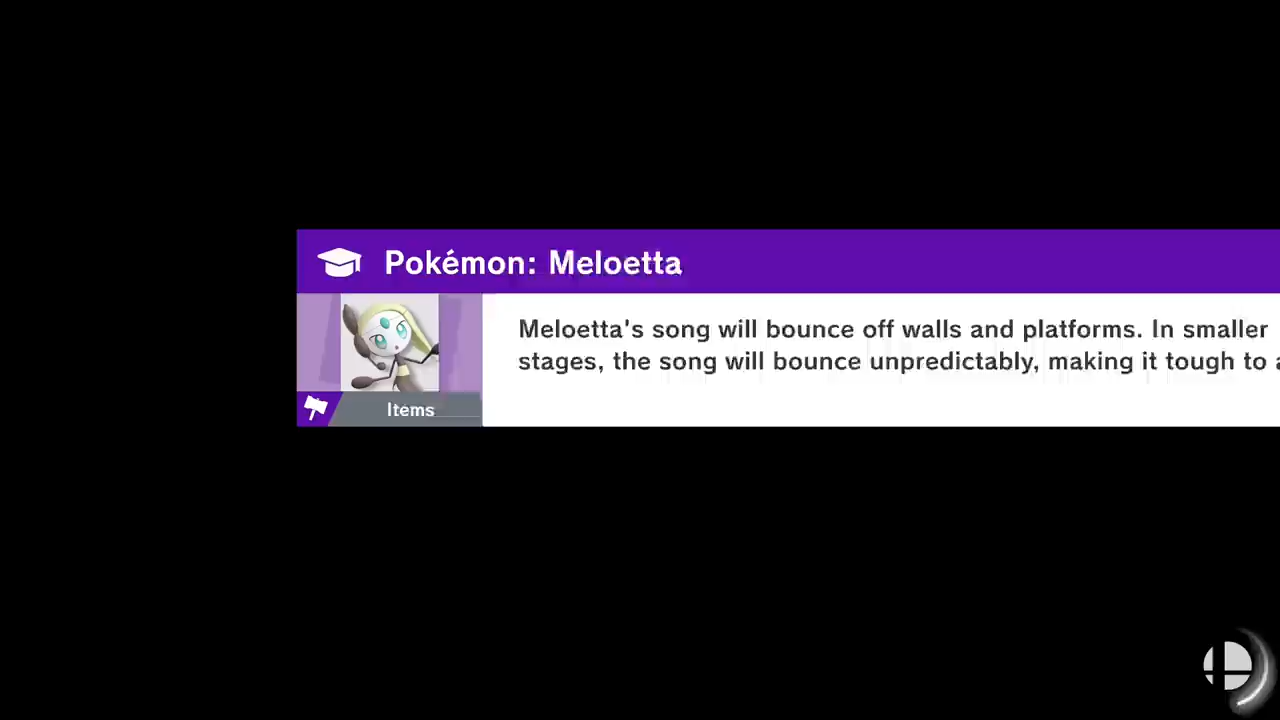 Pokémon: Meloetta
Meloetta's song will bounce off walls and platforms. In smaller
stages, the song will bounce unpredictably, making it tough to
Items